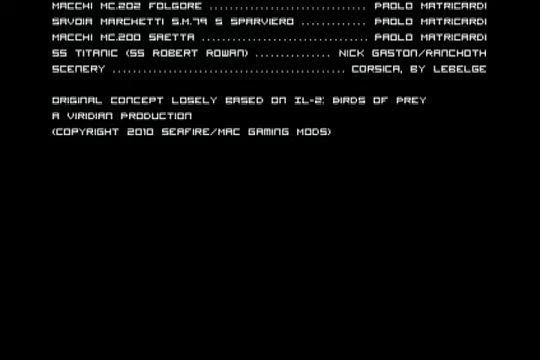 MACCHI MC.202 FOLGORE ............................. PAOLO MATRICARDI
SAVOIA MARCHETTI S.M.79 S SPARVIERO ............. PAOLO MATRICARDI
MACCHI MC.200 SAETTA ............................... PAOLO MATRICARDI
SS TITANIC (SS ROBERT ROWAN) .............. NICK GASTON/RANCHOTH
SCENERY ........................................... CORSICA, BY LEBELGE
ORIGINAL CONCEPT LOSELY BASED ON IL-2: BIRDS OF PREY
A VIRIDIAN PRODUCTION
(COPYRIGHT 2010 SEAFIRE/MAC GAMING MODS)